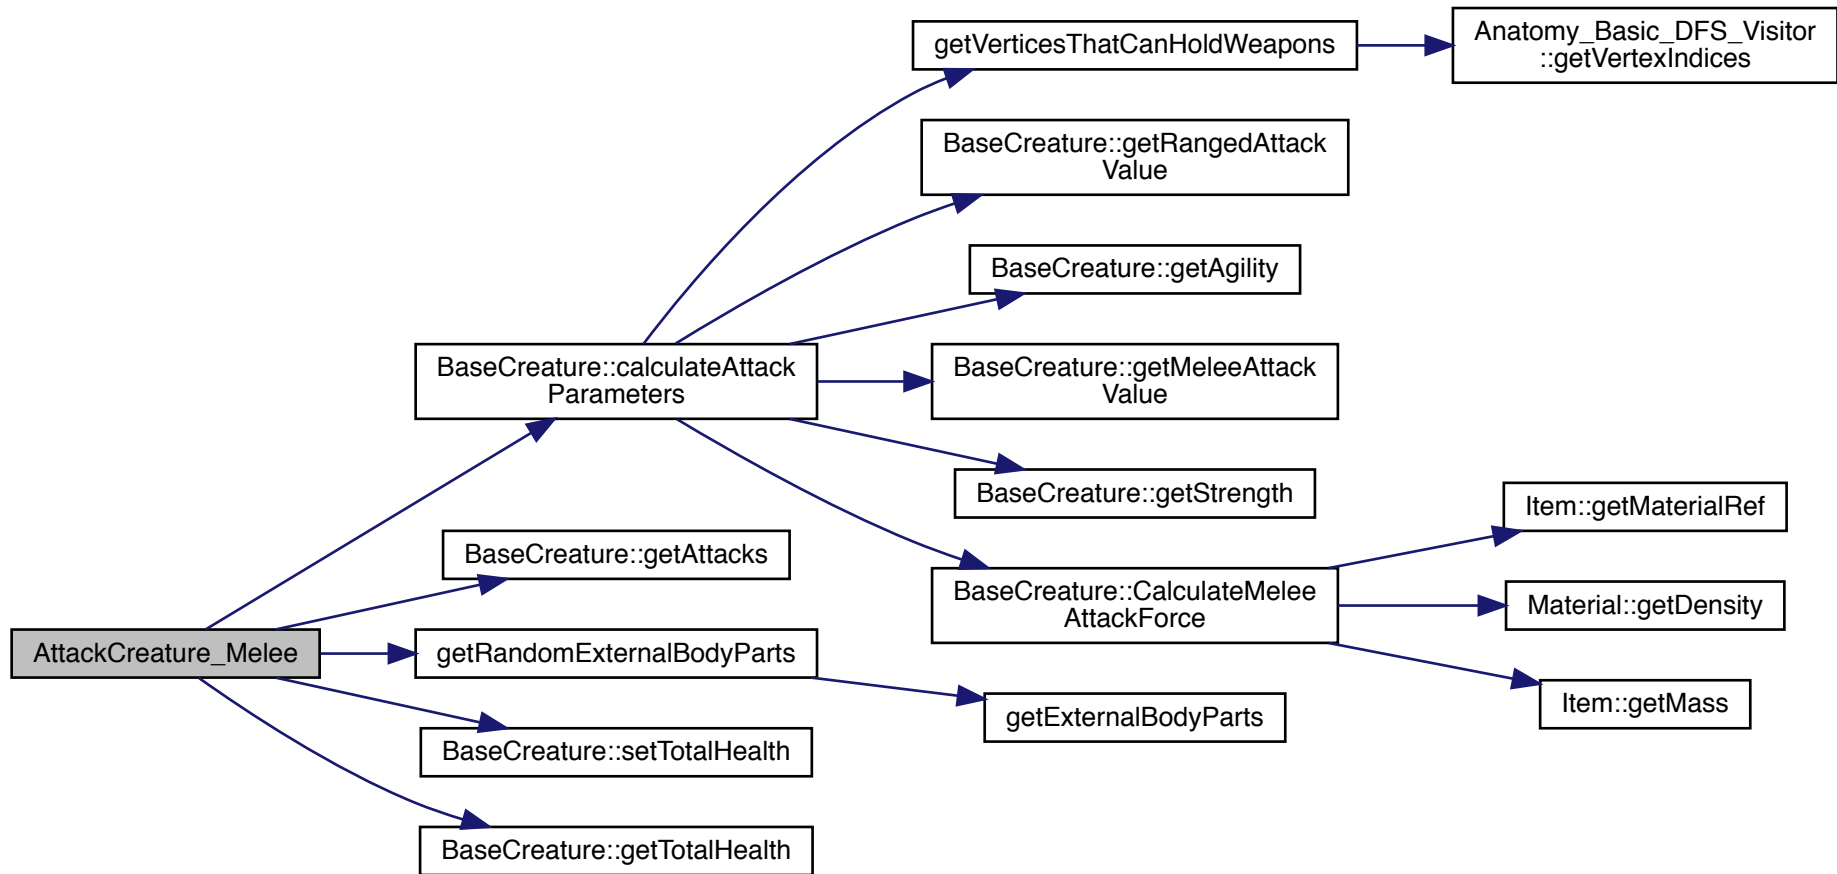 getVerticesThatCanHoldWeapons
Anatomy_Basic_DFS_Visitor
::getVertexIndices
BaseCreature::getRangedAttack
Value
BaseCreature::getAgility
BaseCreature::calculateAttack
Parameters
BaseCreature::getMeleeAttack
Value
BaseCreature::getStrength
Item::getMaterialRef
BaseCreature::getAttacks
BaseCreature::CalculateMelee
AttackForce
Material::getDensity
AttackCreature_Melee
getRandomExternalBodyParts
Item::getMass
getExternalBodyParts
BaseCreature::setTotalHealth
BaseCreature::getTotalHealth